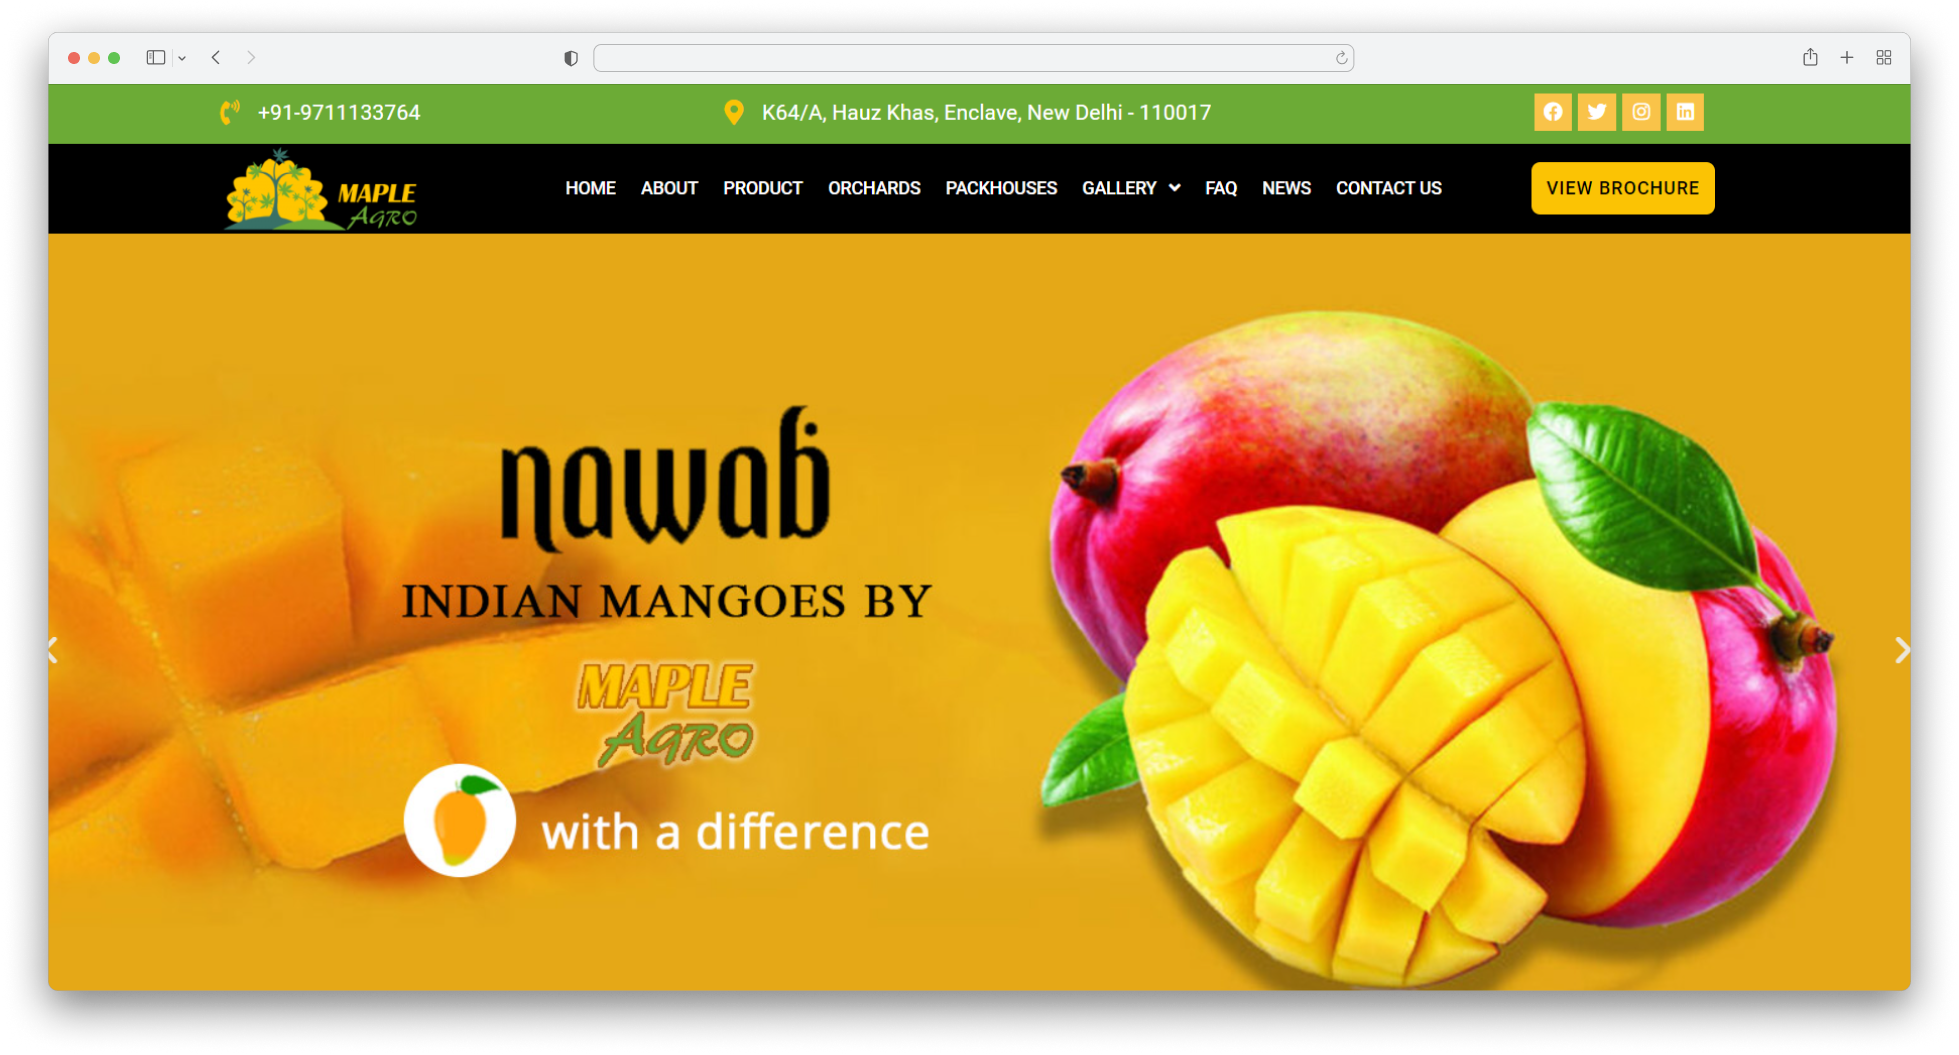 +91-9711133764
K64/A, Hauz Khas, Enclave, New Delhi - 110017
MAPLE
AGRO
HOME ABOUT PRODUCT ORCHARDS PACKHOUSES GALLERY FAQ NEWS CONTACT US
VIEW BROCHURE
nawab
INDIAN MANGOES BY
MAPLE
AGRO
with a difference